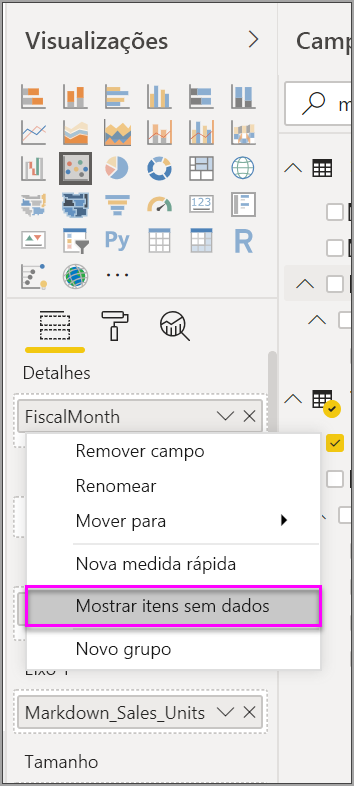 Visualizações
Camp
m
123
Py
R
Detalhes
FiscalMonth
Remover campo
Renomear
Mover para
Nova medida rápida
Mostrar itens sem dados
Novo grupo
Markdown_Sales_Units
Tamanho